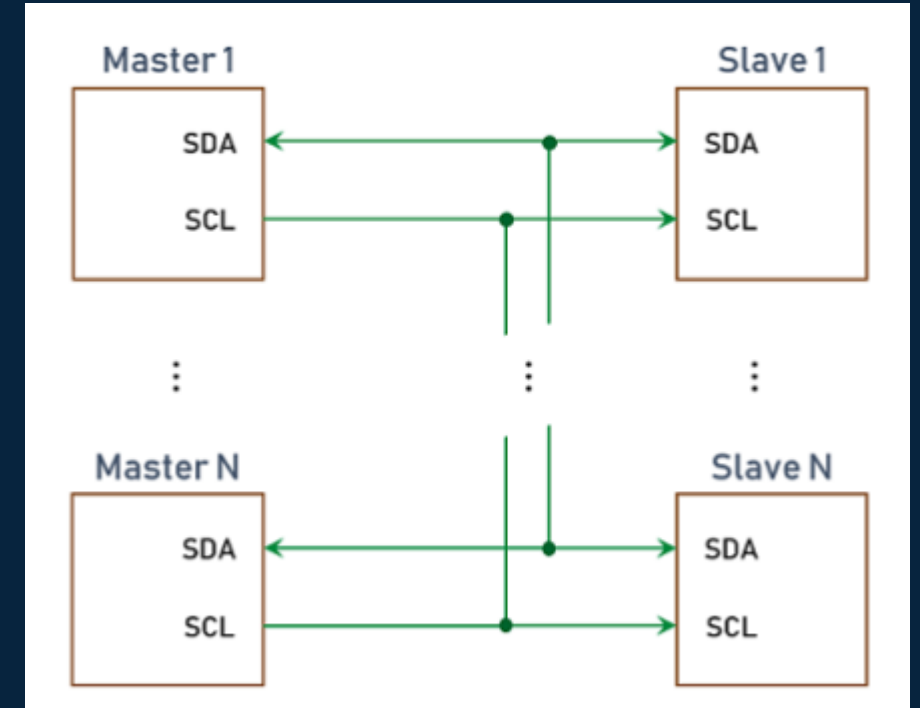 Master 1
Slave 1
SDA
SDA
SCL
SCL
Master N
Slave N
SDA
SDA
SCL
SCL